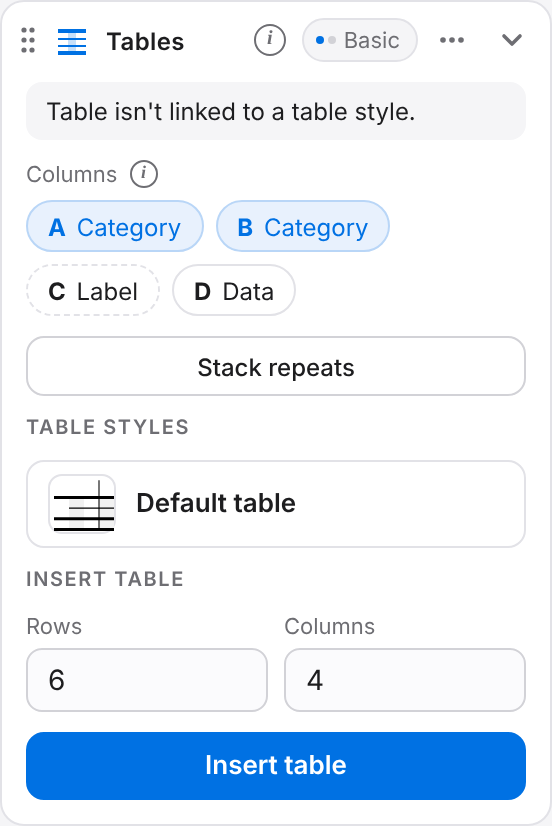 Tables i Basic
Table isn't linked to a table style.
Columns i
A Category B Category
C Label D Data
Stack repeats
TABLE STYLES
Default table
INSERT TABLE
Rows Columns
6 4
Insert table